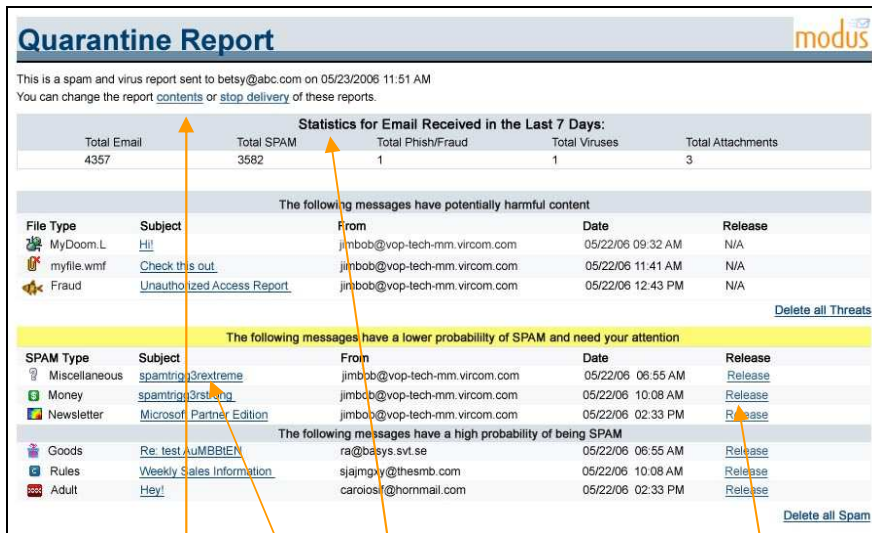 Quarantine Report
modus
This is a spam and virus report sent to betsy@abc.com on 05/23/2006 11:51 AM
You can change the report contents or stop delivery of these reports.
Statistics for Email Received in the Last 7 Days:
Total Email Total SPAM Total Phish/Fraud Total Viruses Total Attachments
4357 3582 1 1 3
The following messages have potentially harmful content
File Type Subject From Date Release
MyDoom.L Hi! jimbob@vop-tech-mm.vircom.com 05/22/06 09:32 AM N/A
myfile.wmf Check this out jimbob@vop-tech-mm.vircom.com 05/22/06 11:41 AM N/A
Fraud Unauthorized Access Report jimbob@vop-tech-mm.vircom.com 05/22/06 12:43 PM N/A
Delete all Threats
The following messages have a lower probabililty of SPAM and need your attention
SPAM Type Subject From Date Release
Miscellaneous spamtrigg3rextreme jimbob@vop-tech-mm.vircom.com 05/22/06 06:55 AM Release
Money spamtrigg3rstrong jimbob@vop-tech-mm.vircom.com 05/22/06 10:08 AM Release
Newsletter Microsoft Partner Edition jimbob@vop-tech-mm.vircom.com 05/22/06 02:33 PM Release
The following messages have a high probability of being SPAM
Goods Re: test AuMBBtEN ra@basys.svt.se 05/22/06 06:55 AM Release
Rules Weekly Sales Information sjajmgxy@thesmb.com 05/22/06 10:08 AM Release
Adult Hey! caroiosif@hornmail.com 05/22/06 02:33 PM Release
Delete all Spam